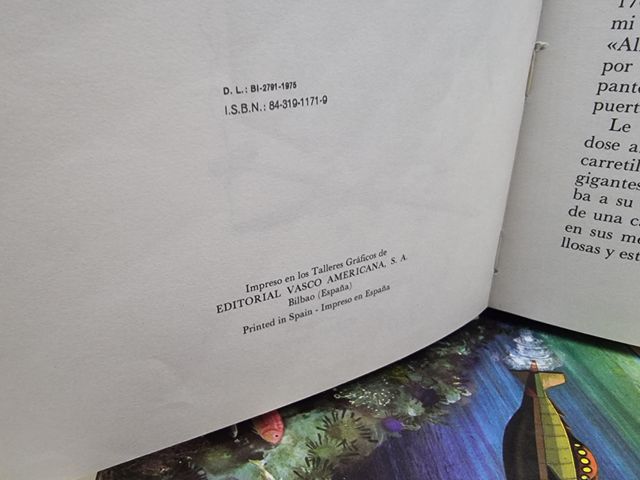 D. L.: BI-2791-1975
I.S.B.N.: 84-319-1171-9
Impreso en los Talleres Gráficos de
EDITORIAL VASCO AMERICANA, S. A.
Bilbao (España)
Printed in Spain - Impreso en España
17
mi
«Al
por
pant
puert
Le
dose a
carretil
gigantes
ba a su
de una c
en sus m
llosas y est